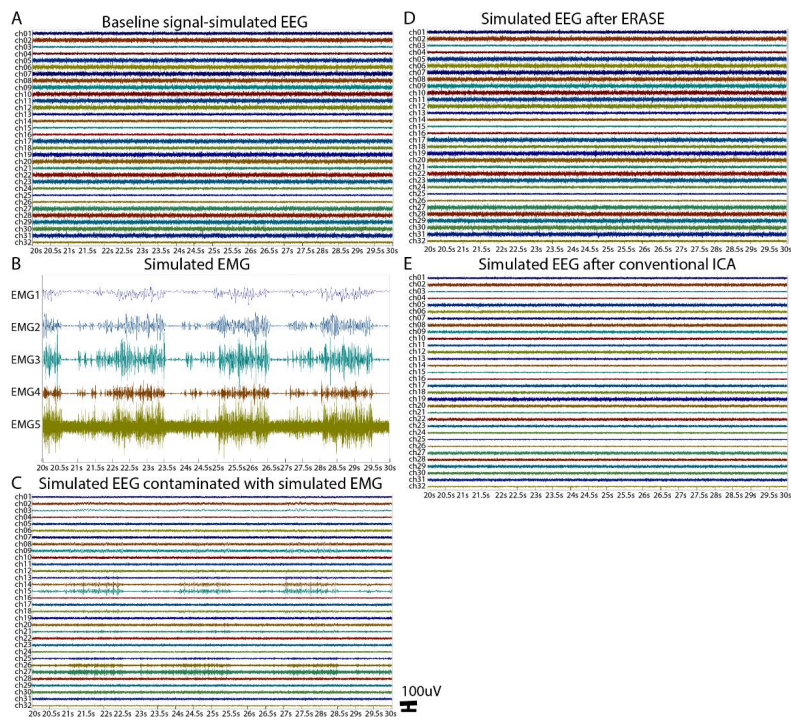 A
Baseline signal-simulated EEG
ch01
ch02
ch03
ch04
ch05
ch06
ch07
ch08
ch09
ch10
ch11
ch12
ch13
ch14
ch15
ch16
ch17
ch18
ch19
ch20
ch21
ch22
ch23
ch24
ch25
ch26
ch27
ch28
ch29
ch30
ch31
ch32
20s 20.5s 21s 21.5s 22s 22.5s 23s 23.5s 24s 24.5s 25s 25.5s 26s 26.5s 27s 27.5s 28s 28.5s 29s 29.5s 30s
B
Simulated EMG
EMG1
EMG2
EMG3
EMG4
EMG5
20s 20.5s 21s 21.5s 22s 22.5s 23s 23.5s 24s 24.5s 25s 25.5s 26s 26.5s 27s 27.5s 28s 28.5s 29s 29.5s 30s
C
Simulated EEG contaminated with simulated EMG
ch01
ch02
ch03
ch04
ch05
ch06
ch07
ch08
ch09
ch10
ch11
ch12
ch13
ch14
ch15
ch16
ch17
ch18
ch19
ch20
ch21
ch22
ch23
ch24
ch25
ch26
ch27
ch28
ch29
ch30
ch31
ch32
20s 20.5s 21s 21.5s 22s 22.5s 23s 23.5s 24s 24.5s 25s 25.5s 26s 26.5s 27s 27.5s 28s 28.5s 29s 29.5s 30s
D
Simulated EEG after ERASE
ch01
ch02
ch03
ch04
ch05
ch06
ch07
ch08
ch09
ch10
ch11
ch12
ch13
ch14
ch15
ch16
ch17
ch18
ch19
ch20
ch21
ch22
ch23
ch24
ch25
ch26
ch27
ch28
ch29
ch30
ch31
ch32
20s 20.5s 21s 21.5s 22s 22.5s 23s 23.5s 24s 24.5s 25s 25.5s 26s 26.5s 27s 27.5s 28s 28.5s 29s 29.5s 30s
E
Simulated EEG after conventional ICA
ch01
ch02
ch03
ch04
ch05
ch06
ch07
ch08
ch09
ch10
ch11
ch12
ch13
ch14
ch15
ch16
ch17
ch18
ch19
ch20
ch21
ch22
ch23
ch24
ch25
ch26
ch27
ch28
ch29
ch30
ch31
ch32
20s 20.5s 21s 21.5s 22s 22.5s 23s 23.5s 24s 24.5s 25s 25.5s 26s 26.5s 27s 27.5s 28s 28.5s 29s 29.5s 30s
100uV